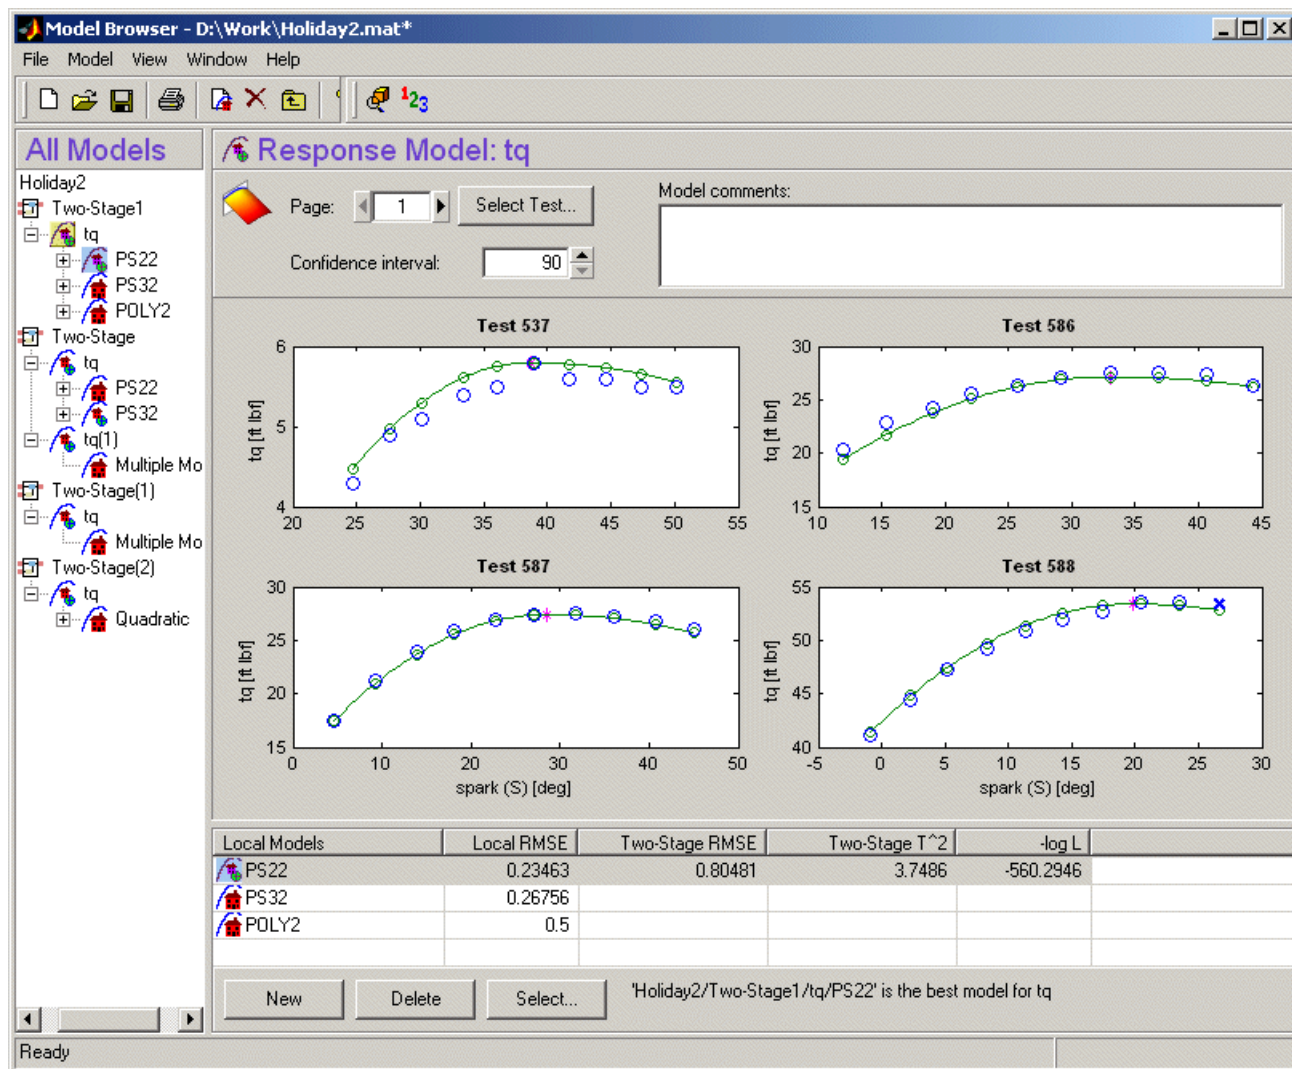 Model Browser - D:\Work\Holiday2.mat*
File Model View Window Help
1 2 3
All Models
Response Model: tq
Holiday2
Two-Stage1
tq
PS22
PS32
POLY2
Two-Stage
tq
PS22
PS32
tq(1)
Multiple Mo
Two-Stage(1)
tq
Multiple Mo
Two-Stage(2)
tq
Quadratic
Page: 1 Select Test...
Confidence interval: 90
Model comments:
Test 537
6
5
4
tq [ft lbf]
20 25 30 35 40 45 50 55
Test 586
30
25
20
15
tq [ft lbf]
10 15 20 25 30 35 40 45
Test 587
30
25
20
15
tq [ft lbf]
0 10 20 30 40 50
spark (S) [deg]
Test 588
55
50
45
40
tq [ft lbf]
-5 0 5 10 15 20 25 30
spark (S) [deg]
Local Models Local RMSE Two-Stage RMSE Two-Stage T^2 -log L
PS22 0.23463 0.80481 3.7486 -560.2946
PS32 0.26756
POLY2 0.5
New Delete Select... 'Holiday2/Two-Stage1/tq/PS22' is the best model for tq
Ready